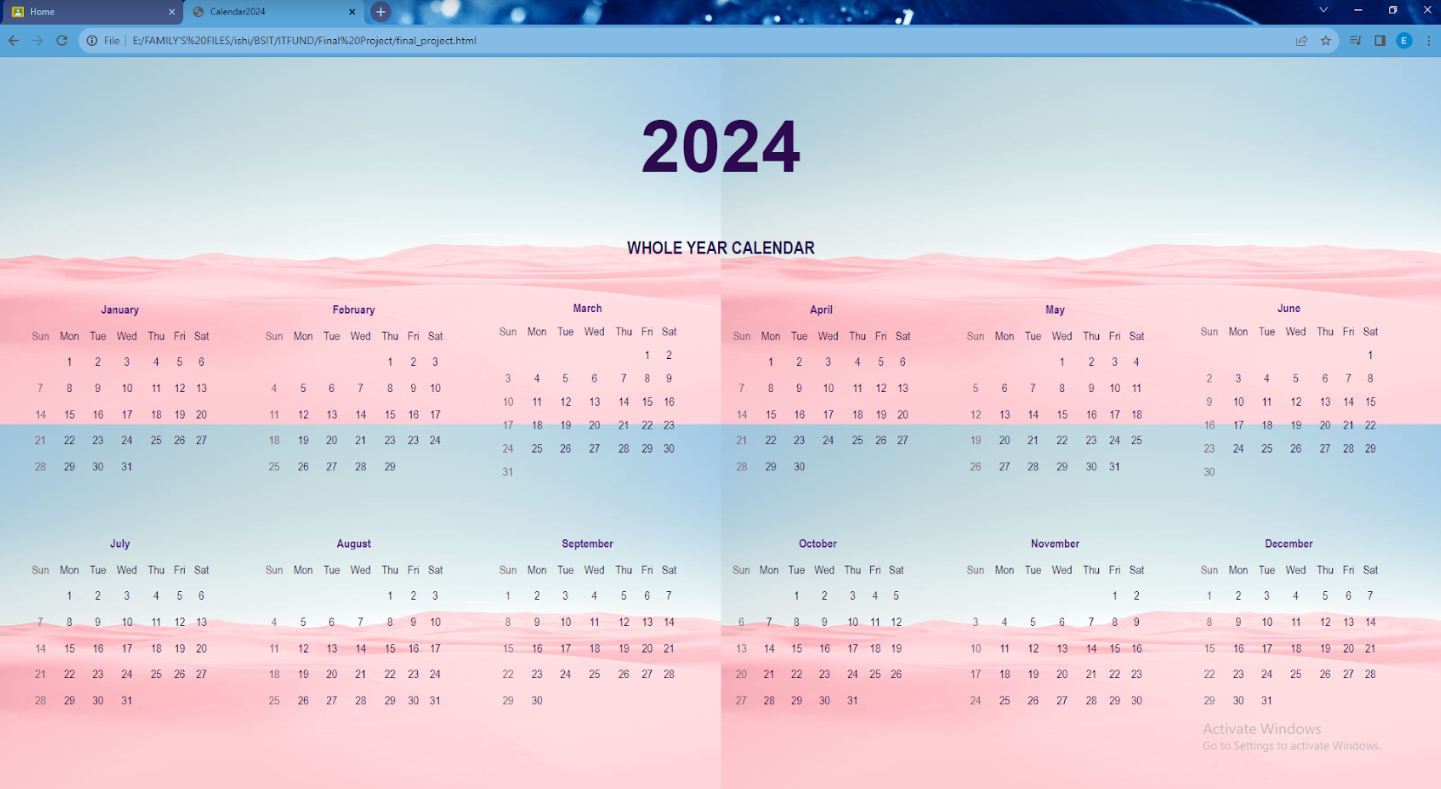 Home
Calendar2024
File
E:/FAMILY'S%20FILES/ishi/BSIT/ITFUND/Final%20Project/final_project.html
E
2024
WHOLE YEAR CALENDAR
January
Sun Mon Tue Wed Thu Fri Sat
1 2 3 4 5 6
7 8 9 10 11 12 13
14 15 16 17 18 19 20
21 22 23 24 25 26 27
28 29 30 31
February
Sun Mon Tue Wed Thu Fri Sat
1 2 3
4 5 6 7 8 9 10
11 12 13 14 15 16 17
18 19 20 21 23 23 24
25 26 27 28 29
March
Sun Mon Tue Wed Thu Fri Sat
1 2
3 4 5 6 7 8 9
10 11 12 13 14 15 16
17 18 19 20 21 22 23
24 25 26 27 28 29 30
31
April
Sun Mon Tue Wed Thu Fri Sat
1 2 3 4 5 6
7 8 9 10 11 12 13
14 15 16 17 18 19 20
21 22 23 24 25 26 27
28 29 30
May
Sun Mon Tue Wed Thu Fri Sat
1 2 3 4
5 6 7 8 9 10 11
12 13 14 15 16 17 18
19 20 21 22 23 24 25
26 27 28 29 30 31
June
Sun Mon Tue Wed Thu Fri Sat
1
2 3 4 5 6 7 8
9 10 11 12 13 14 15
16 17 18 19 20 21 22
23 24 25 26 27 28 29
30
July
Sun Mon Tue Wed Thu Fri Sat
1 2 3 4 5 6
7 8 9 10 11 12 13
14 15 16 17 18 19 20
21 22 23 24 25 26 27
28 29 30 31
August
Sun Mon Tue Wed Thu Fri Sat
1 2 3
4 5 6 7 8 9 10
11 12 13 14 15 16 17
18 19 20 21 22 23 24
25 26 27 28 29 30 31
September
Sun Mon Tue Wed Thu Fri Sat
1 2 3 4 5 6 7
8 9 10 11 12 13 14
15 16 17 18 19 20 21
22 23 24 25 26 27 28
29 30
October
Sun Mon Tue Wed Thu Fri Sat
1 2 3 4 5
6 7 8 9 10 11 12
13 14 15 16 17 18 19
20 21 22 23 24 25 26
27 28 29 30 31
November
Sun Mon Tue Wed Thu Fri Sat
1 2
3 4 5 6 7 8 9
10 11 12 13 14 15 16
17 18 19 20 21 22 23
24 25 26 27 28 29 30
December
Sun Mon Tue Wed Thu Fri Sat
1 2 3 4 5 6 7
8 9 10 11 12 13 14
15 16 17 18 19 20 21
22 23 24 25 26 27 28
29 30 31
Activate Windows
Go to Settings to activate Windows.